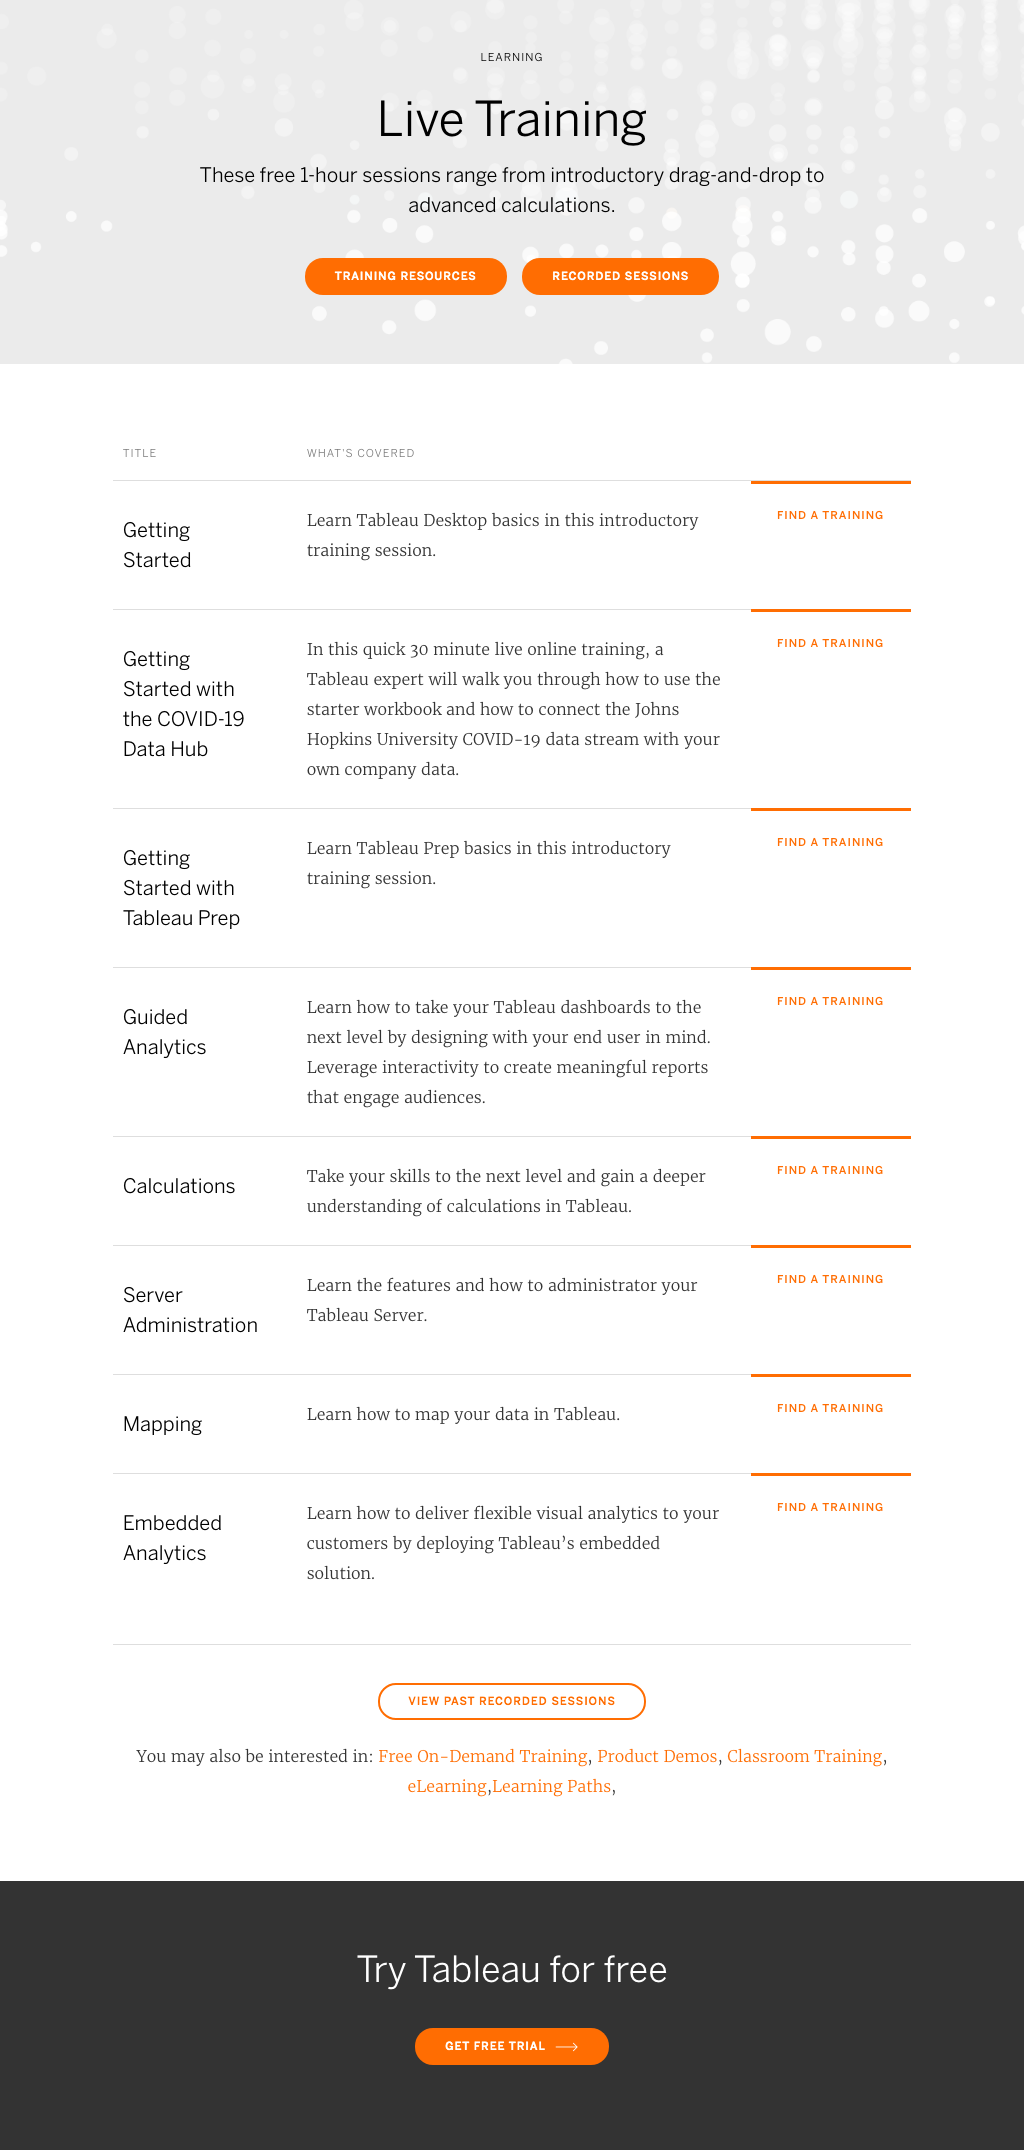 LEARNING
Live Training
These free 1-hour sessions range from introductory drag-and-drop to
advanced calculations.
TRAINING RESOURCES
RECORDED SESSIONS
TITLE
WHAT'S COVERED
Getting
Started
Learn Tableau Desktop basics in this introductory
training session.
FIND A TRAINING
Getting
Started with
the COVID-19
Data Hub
In this quick 30 minute live online training, a
Tableau expert will walk you through how to use the
starter workbook and how to connect the Johns
Hopkins University COVID-19 data stream with your
own company data.
FIND A TRAINING
Getting
Started with
Tableau Prep
Learn Tableau Prep basics in this introductory
training session.
FIND A TRAINING
Guided
Analytics
Learn how to take your Tableau dashboards to the
next level by designing with your end user in mind.
Leverage interactivity to create meaningful reports
that engage audiences.
FIND A TRAINING
Calculations
Take your skills to the next level and gain a deeper
understanding of calculations in Tableau.
FIND A TRAINING
Server
Administration
Learn the features and how to administrator your
Tableau Server.
FIND A TRAINING
Mapping
Learn how to map your data in Tableau.
FIND A TRAINING
Embedded
Analytics
Learn how to deliver flexible visual analytics to your
customers by deploying Tableau’s embedded
solution.
FIND A TRAINING
VIEW PAST RECORDED SESSIONS
You may also be interested in: Free On-Demand Training, Product Demos, Classroom Training,
eLearning,Learning Paths,
Try Tableau for free
GET FREE TRIAL